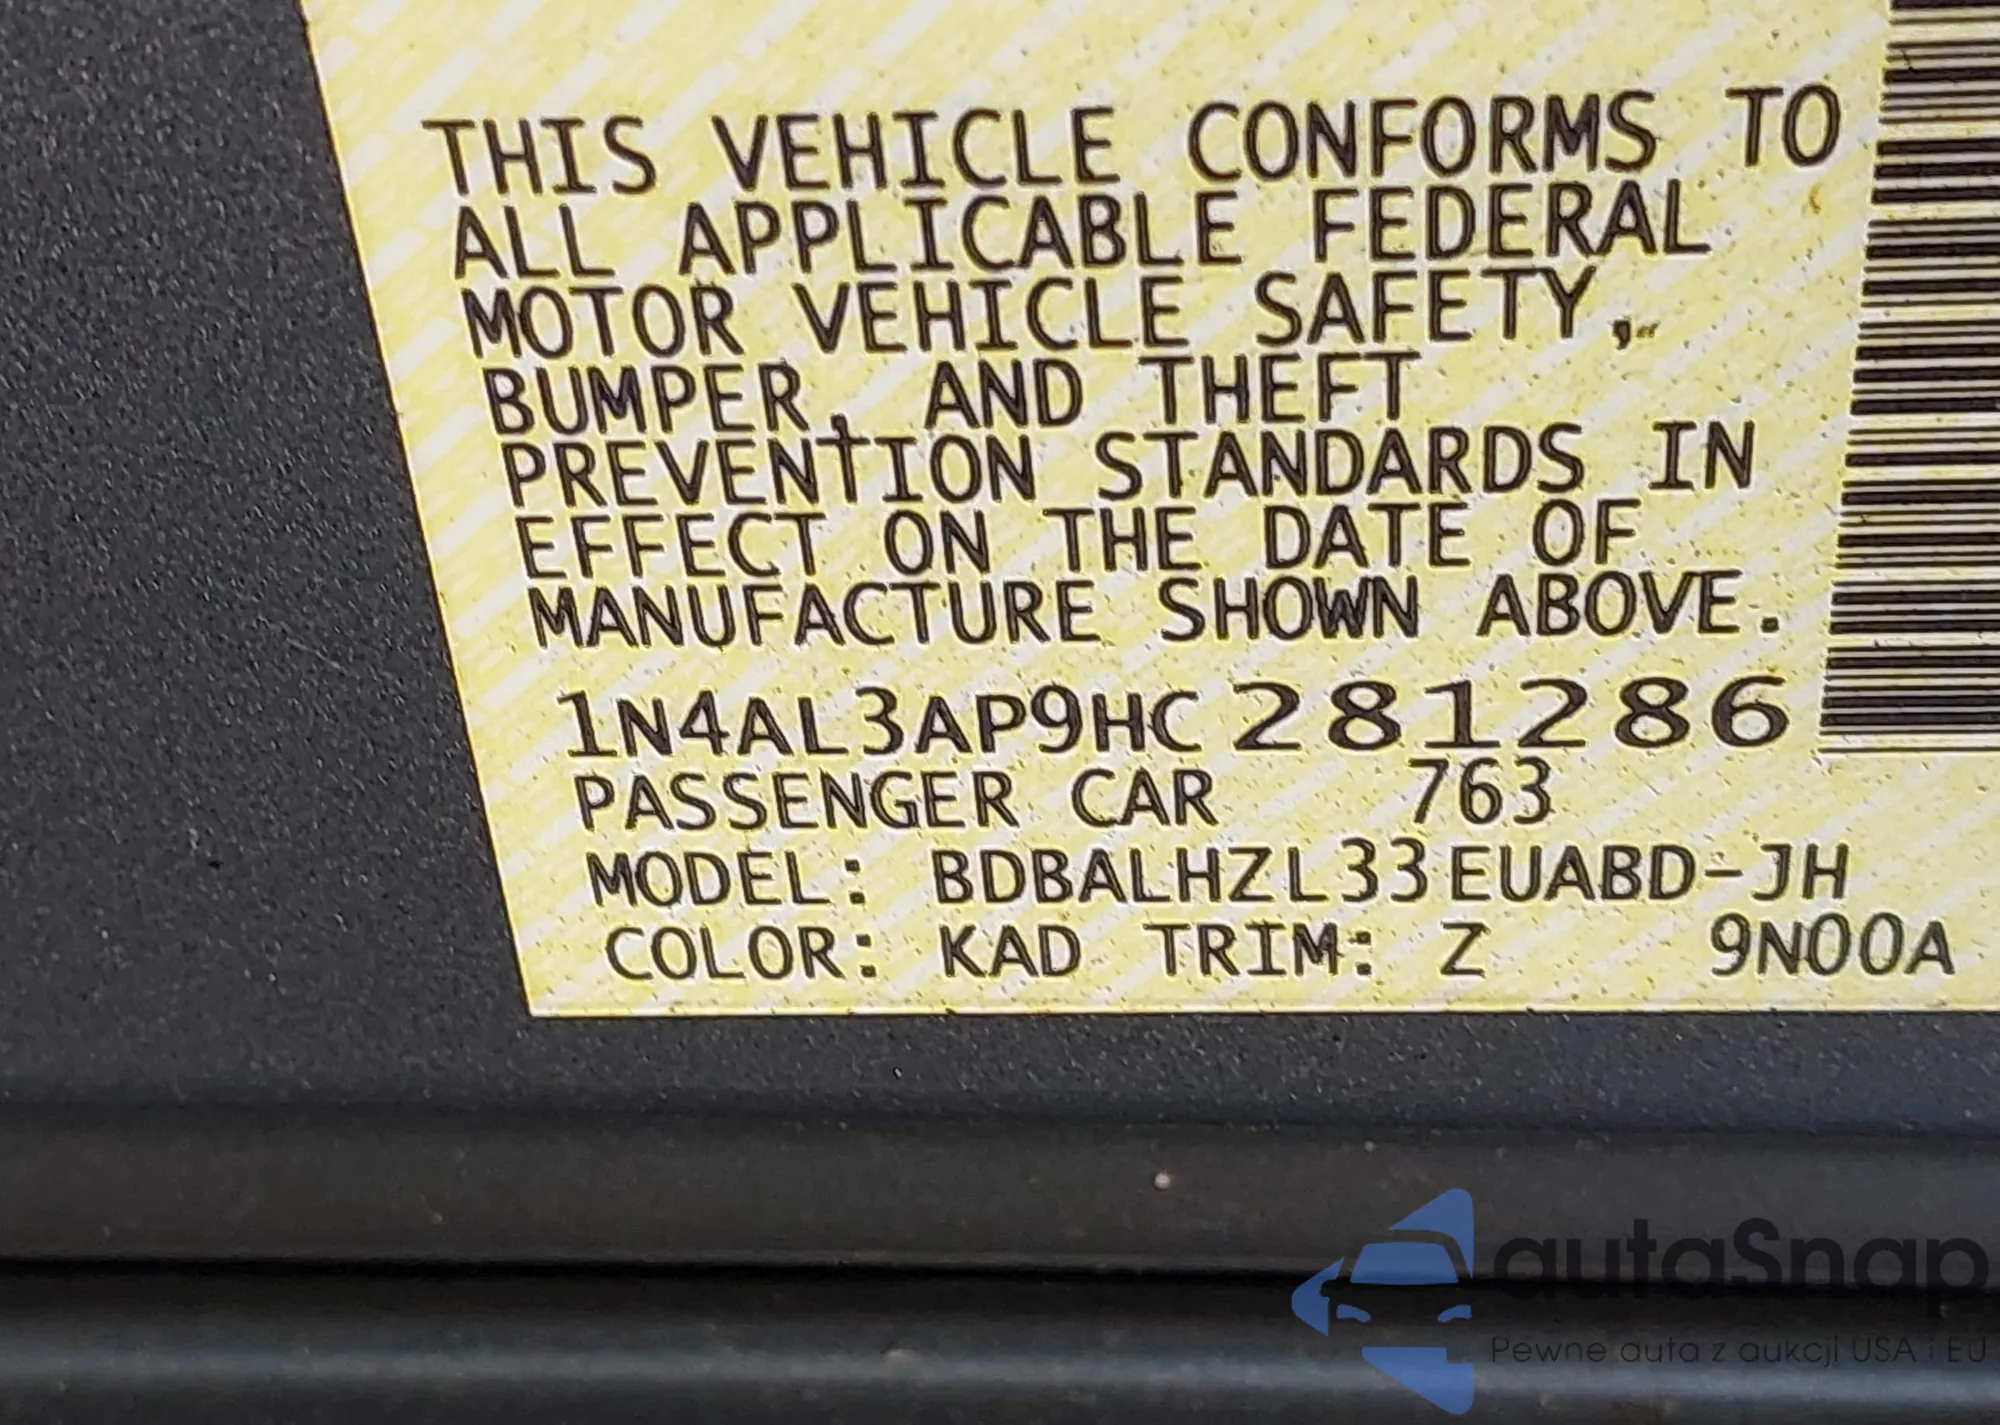 THIS VEHICLE CONFORMS TO
ALL APPLICABLE FEDERAL
MOTOR VEHICLE SAFETY,
BUMPER, AND THEFT
PREVENTION STANDARDS IN
EFFECT ON THE DATE OF
MANUFACTURE SHOWN ABOVE.
1N4AL3AP9HC281286
PASSENGER CAR 763
MODEL: BDBALHZL33EUABD-JH
COLOR: KAD TRIM: Z 9N00A
autaSnap
Pewne auta z aukcji USA i EU